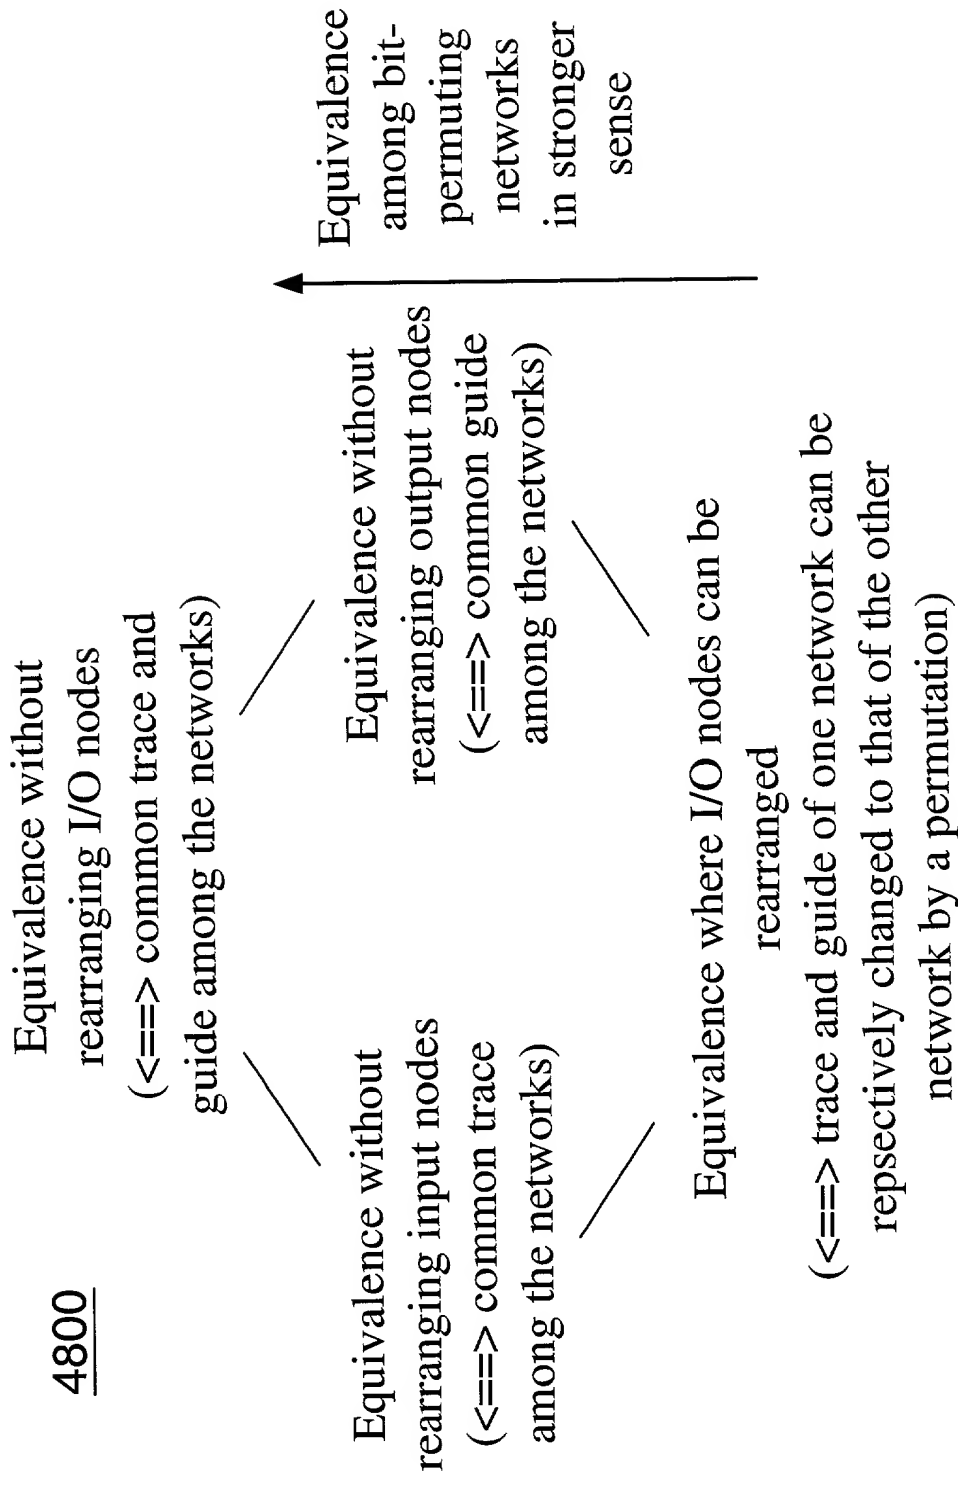 4800
Equivalence without
rearranging I/O nodes
(<==> common trace and
guide among the networks)
Equivalence without
rearranging input nodes
(<==> common trace
among the networks)
Equivalence without
rearranging output nodes
(<==> common guide
among the networks)
Equivalence
among bit-
permuting
networks
in stronger
sense
Equivalence where I/O nodes can be
rearranged
(<==> trace and guide of one network can be
repsectively changed to that of the other
network by a permutation)